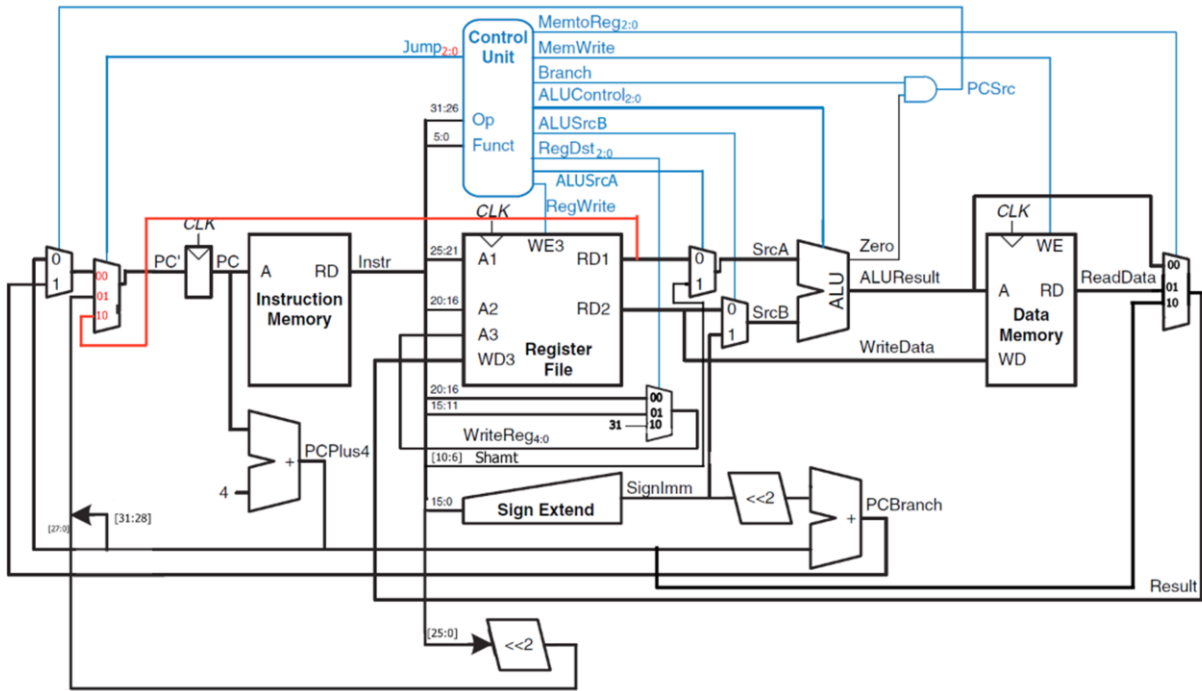 MemtoReg2:0
Control
Unit
Jump2:0
MemWrite
Branch
PCSrc
ALUControl2:0
31:26
Op
ALUSrcB
5:0
Funct
RegDst2:0
ALUSrcA
RegWrite
CLK
CLK
CLK
0
1
00
01
10
PC'
PC
A
RD
Instr
Instruction
Memory
25:21
A1
WE3
RD1
20:16
A2
RD2
A3
WD3
Register
File
0
1
SrcA
0
1
SrcB
ALU
Zero
ALUResult
WriteData
WE
A
RD
ReadData
Data
Memory
WD
00
01
10
20:16
15:11
00
01
31
10
WriteReg4:0
[10:6]
Shamt
PCPlus4
+
4
15:0
Sign Extend
SignImm
<<2
+
PCBranch
[27:0]
[31:28]
Result
[25:0]
<<2